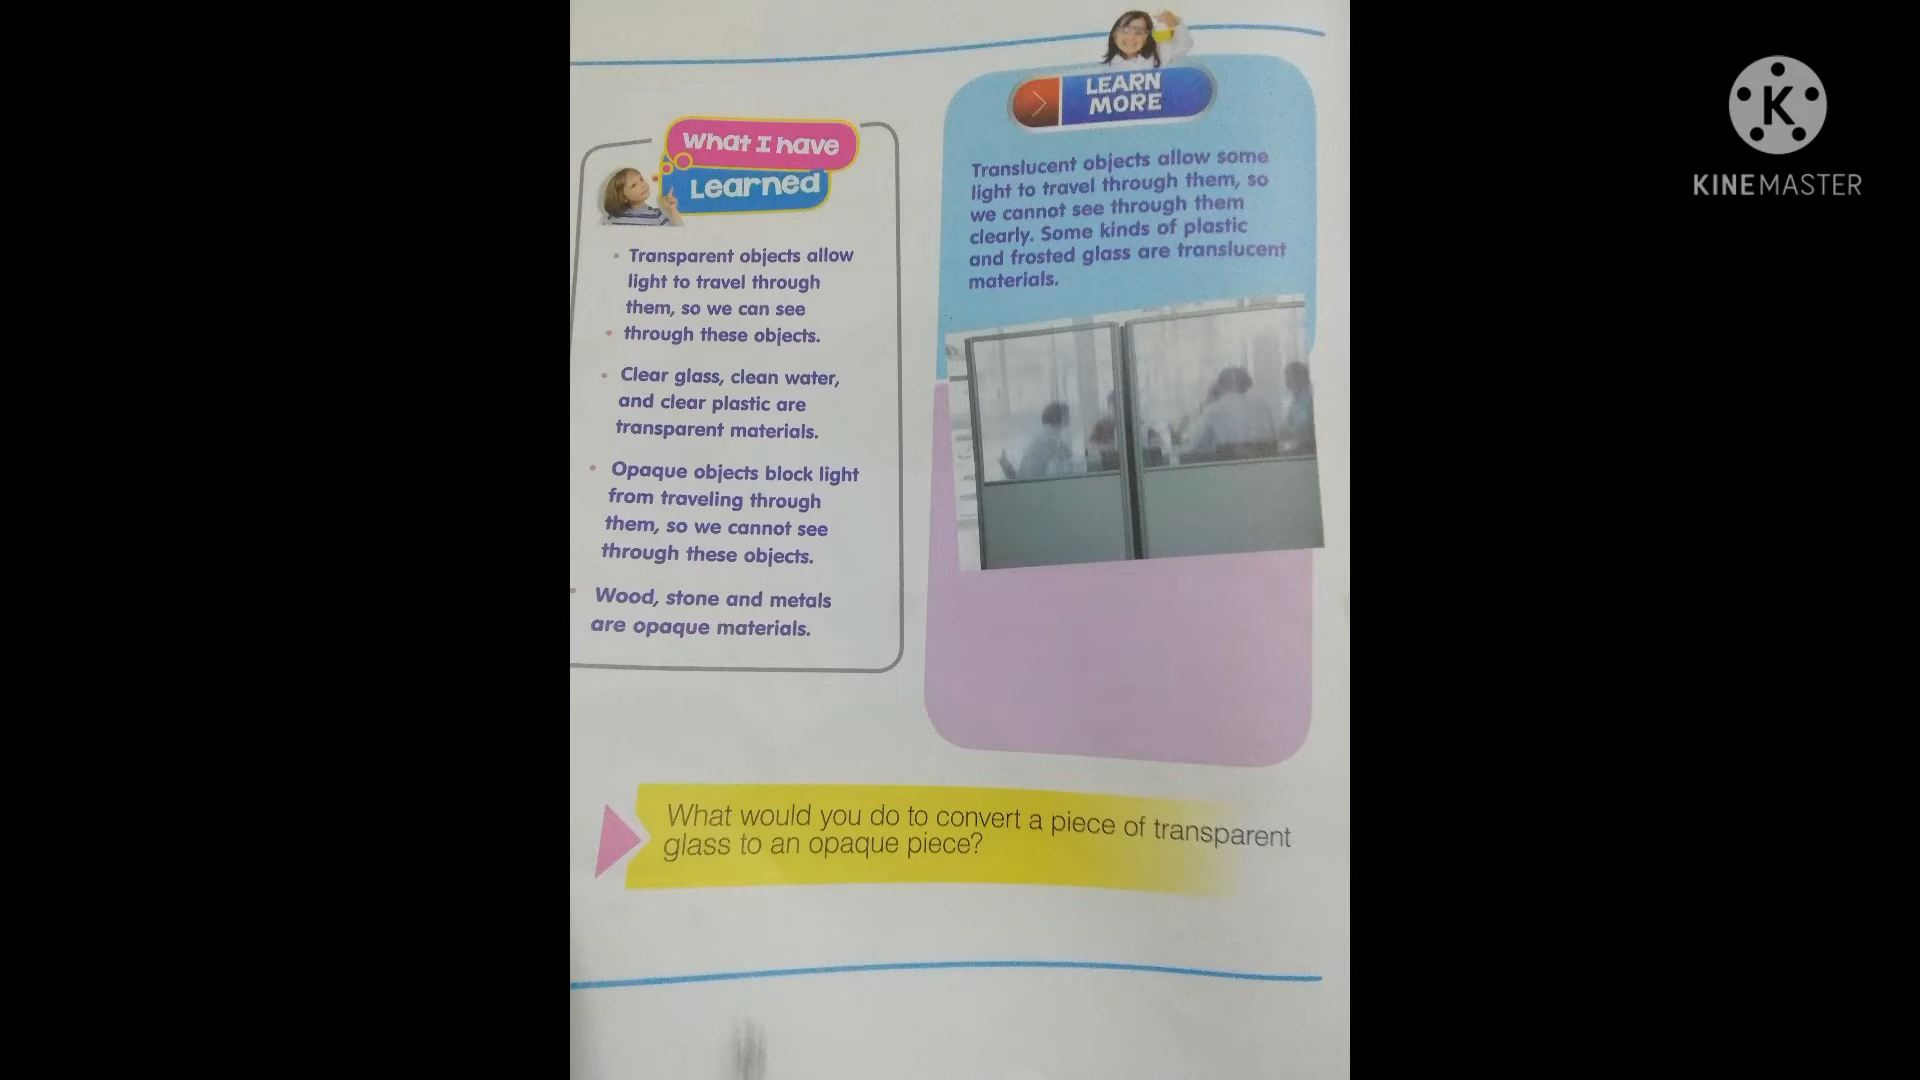 What I have
Learned
• Transparent objects allow
light to travel through
them, so we can see
• through these objects.
• Clear glass, clean water,
and clear plastic are
transparent materials.
• Opaque objects block light
from traveling through
them, so we cannot see
through these objects.
• Wood, stone and metals
are opaque materials.
LEARN
MORE
Translucent objects allow some
light to travel through them, so
we cannot see through them
clearly. Some kinds of plastic
and frosted glass are translucent
materials.
What would you do to convert a piece of transparent
glass to an opaque piece?
K
KINEMASTER